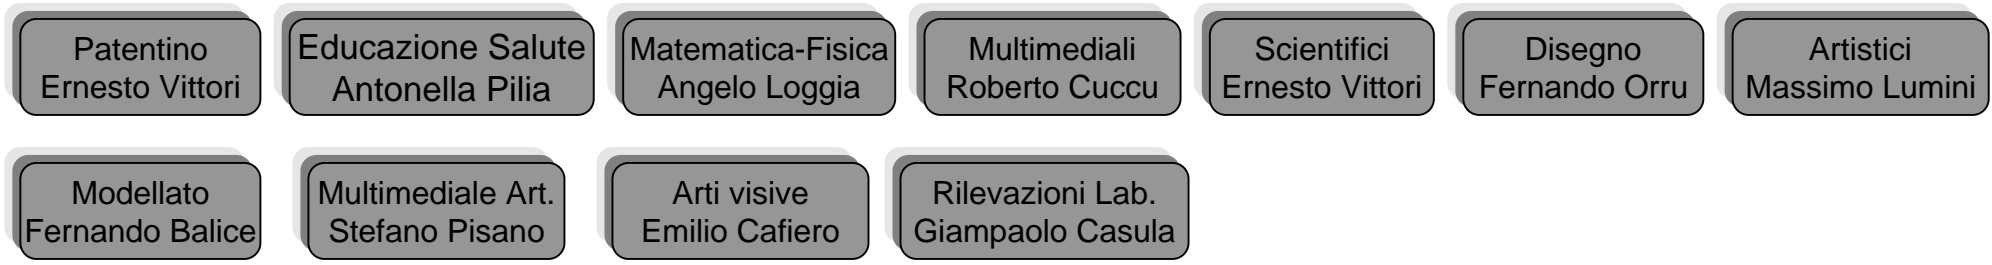 Patentino
Ernesto Vittori
Educazione Salute
Antonella Pilia
Matematica-Fisica
Angelo Loggia
Multimediali
Roberto Cuccu
Scientifici
Ernesto Vittori
Disegno
Fernando Orru
Artistici
Massimo Lumini
Modellato
Fernando Balice
Multimediale Art.
Stefano Pisano
Arti visive
Emilio Cafiero
Rilevazioni Lab.
Giampaolo Casula